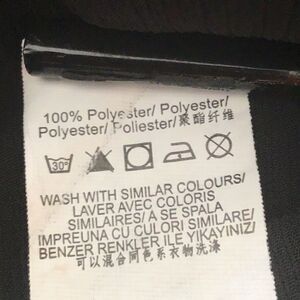 100% Polyester/ Polyester/
Polyester/ Poliester/聚酯纤维
30°
WASH WITH SIMILAR COLOURS/
LAVER AVEC COLORIS
SIMILAIRES/ A SE SPALA
IMPREUNA CU CULORI SIMILARE/
BENZER RENKLER ILE YIKAYINIZ/
可以混合同色系衣物洗涤